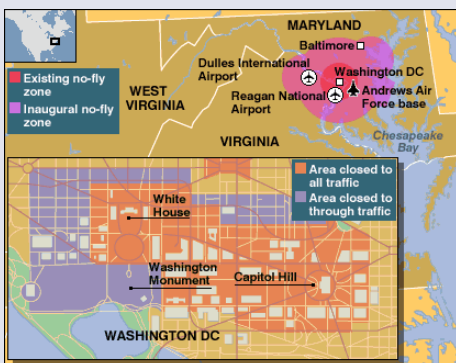 MARYLAND
Baltimore
Dulles International
Airport
Washington DC
Existing no-fly
zone
Inaugural no-fly
zone
WEST
VIRGINIA
Reagan National
Airport
Andrews Air
Force base
VIRGINIA
Chesapeake
Bay
Area closed to
all traffic
Area closed to
through traffic
White
House
Washington
Monument
Capitol Hill
WASHINGTON DC